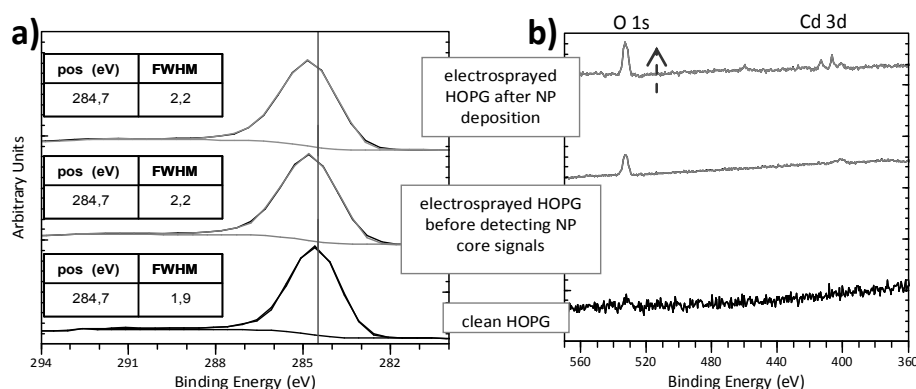 a)
pos (eV) FWHM
284,7 2,2
pos (eV) FWHM
284,7 2,2
pos (eV) FWHM
284,7 1,9
Arbitrary Units
294 291 288 285 282
Binding Energy (eV)
electrosprayed
HOPG after NP
deposition
electrosprayed HOPG
before detecting NP
core signals
clean HOPG
b)
O 1s Cd 3d
560 520 480 440 400 360
Binding Energy (eV)